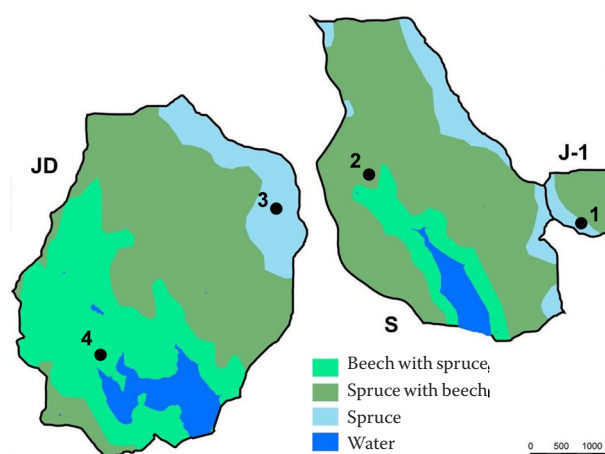 J-1
JD
2
3
1
S
4
Beech with spruce
Spruce with beech
Spruce
Water
0 500 1000